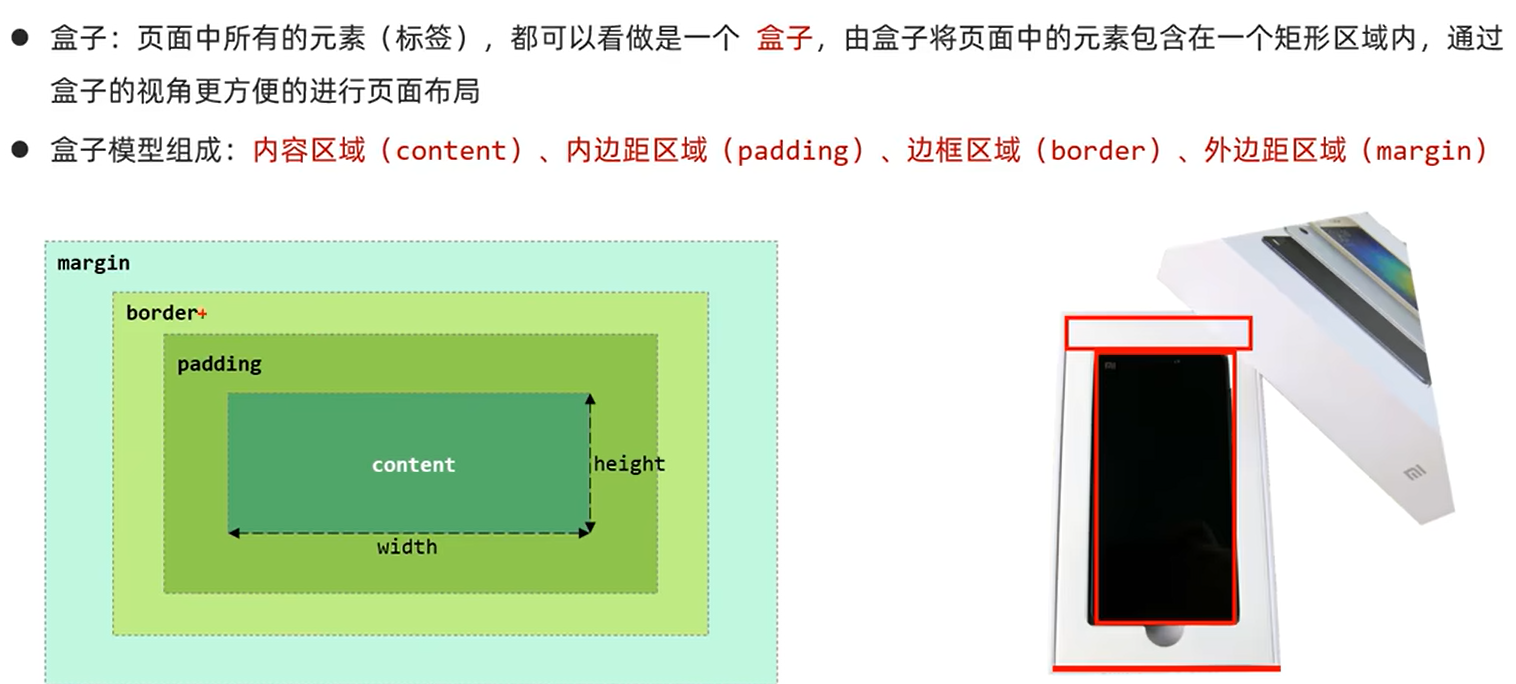 ● 盒子：页面中所有的元素（标签），都可以看做是一个 盒子，由盒子将页面中的元素包含在一个矩形区域内，通过
盒子的视角更方便的进行页面布局
● 盒子模型组成：内容区域（content）、内边距区域（padding）、边框区域（border）、外边距区域（margin）
margin
border+
padding
content
height
width